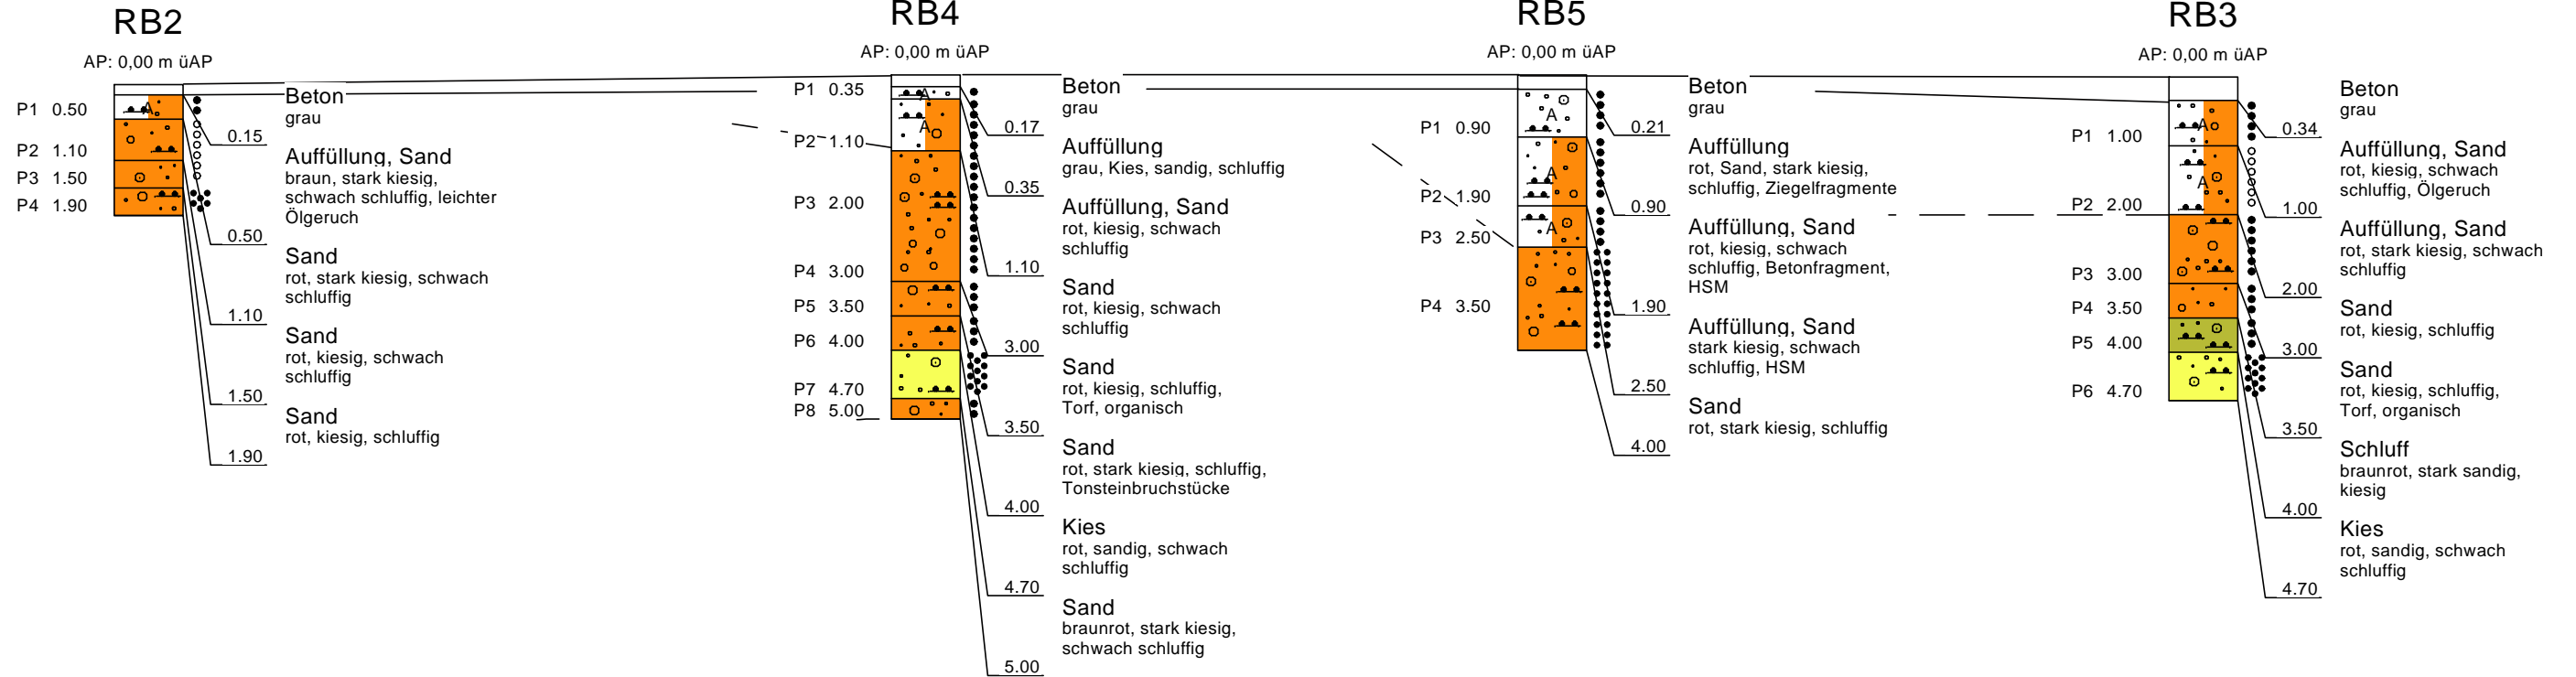 RB2
AP: 0,00 m üAP
P1 0.50
P2 1.10
P3 1.50
P4 1.90
A
Beton
grau
0.15
Auffüllung, Sand
braun, stark kiesig,
schwach schluffig, leichter
Ölgeruch
0.50
Sand
rot, stark kiesig, schwach
schluffig
1.10
Sand
rot, kiesig, schwach
schluffig
1.50
Sand
rot, kiesig, schluffig
1.90
RB4
AP: 0,00 m üAP
P1 0.35
P2 1.10
P3 2.00
P4 3.00
P5 3.50
P6 4.00
P7 4.70
P8 5.00
A
A
Beton
grau
0.17
Auffüllung
grau, Kies, sandig, schluffig
0.35
Auffüllung, Sand
rot, kiesig, schwach
schluffig
1.10
Sand
rot, kiesig, schwach
schluffig
3.00
Sand
rot, kiesig, schluffig,
Torf, organisch
3.50
Sand
rot, stark kiesig, schluffig,
Tonsteinbruchstücke
4.00
Kies
rot, sandig, schwach
schluffig
4.70
Sand
braunrot, stark kiesig,
schwach schluffig
5.00
RB5
AP: 0,00 m üAP
P1 0.90
P2 1.90
P3 2.50
P4 3.50
A
A
A
Beton
grau
0.21
Auffüllung
rot, Sand, stark kiesig,
schluffig, Ziegelfragmente
0.90
Auffüllung, Sand
rot, kiesig, schwach
schluffig, Betonfragment,
HSM
1.90
Auffüllung, Sand
stark kiesig, schwach
schluffig, HSM
2.50
Sand
rot, stark kiesig, schluffig
4.00
RB3
AP: 0,00 m üAP
P1 1.00
P2 2.00
P3 3.00
P4 3.50
P5 4.00
P6 4.70
A
A
Beton
grau
0.34
Auffüllung, Sand
rot, kiesig, schwach
schluffig, Ölgeruch
1.00
Auffüllung, Sand
rot, stark kiesig, schwach
schluffig
2.00
Sand
rot, kiesig, schluffig
3.00
Sand
rot, kiesig, schluffig,
Torf, organisch
3.50
Schluff
braunrot, stark sandig,
kiesig
4.00
Kies
rot, sandig, schwach
schluffig
4.70